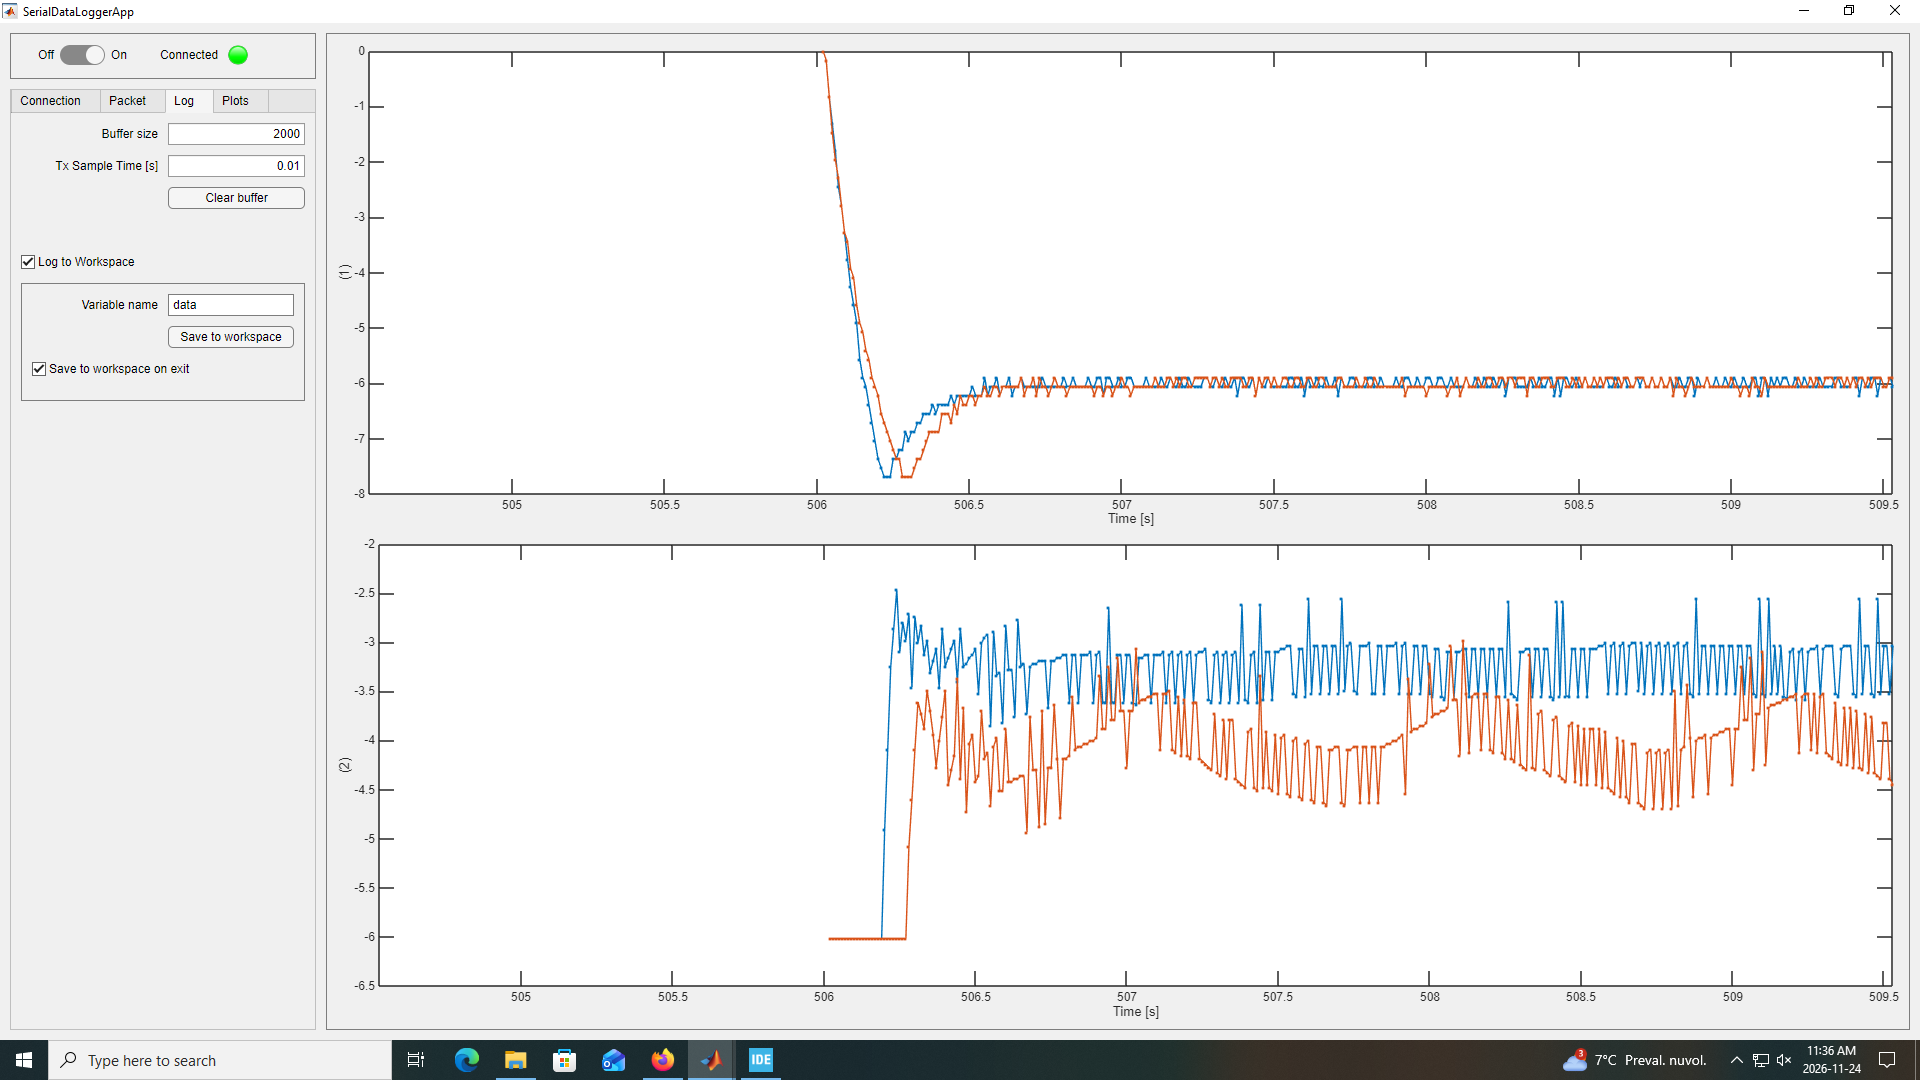 SerialDataLoggerApp
Off On Connected
Connection Packet Log Plots
Buffer size 2000
Tx Sample Time [s] 0.01
Clear buffer
Log to Workspace
Variable name data
Save to workspace
Save to workspace on exit
0
-1
-2
-3
-4
-5
-6
-7
-8
(1)
505 505.5 506 506.5 507 507.5 508 508.5 509 509.5
Time [s]
-2
-2.5
-3
-3.5
-4
-4.5
-5
-5.5
-6
-6.5
(2)
505 505.5 506 506.5 507 507.5 508 508.5 509 509.5
Time [s]
Type here to search
IDE
3
7°C Preval. nuvol.
11:36 AM
2026-11-24